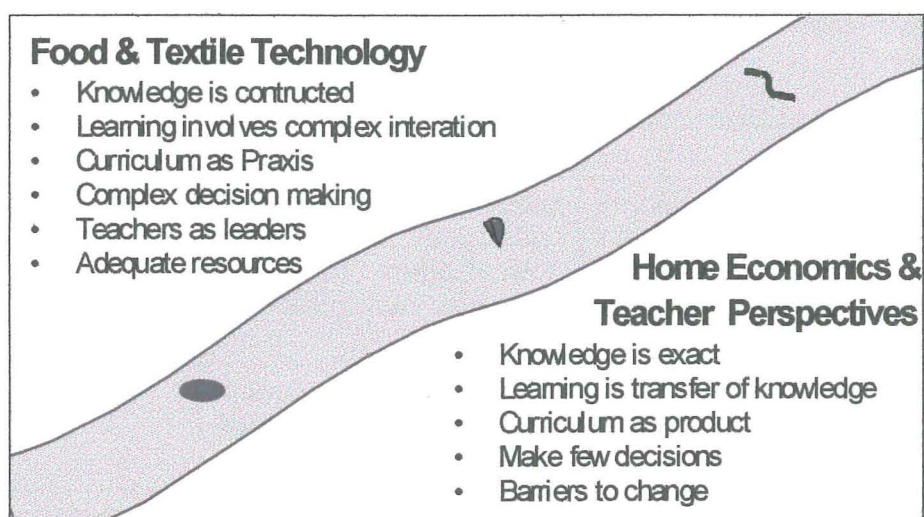 Food & Textile Technology
• Knowledge is contructed
• Learning involves complex interation
• Curriculum as Praxis
• Complex decision making
• Teachers as leaders
• Adequate resources
Home Economics &
Teacher Perspectives
• Knowledge is exact
• Learning is transfer of knowledge
• Curriculum as product
• Make few decisions
• Barriers to change